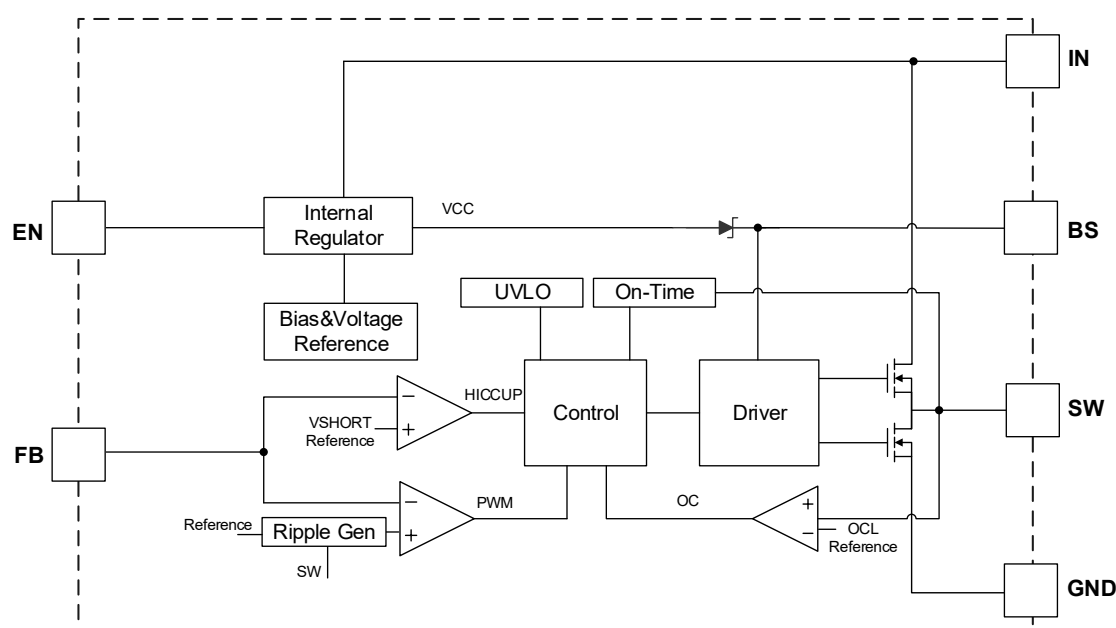 IN
EN
Internal
Regulator
VCC
BS
UVLO
On-Time
Bias&Voltage
Reference
HICCUP
Control
Driver
SW
VSHORT
Reference
FB
PWM
OC
Reference
Ripple Gen
OCL
Reference
SW
GND